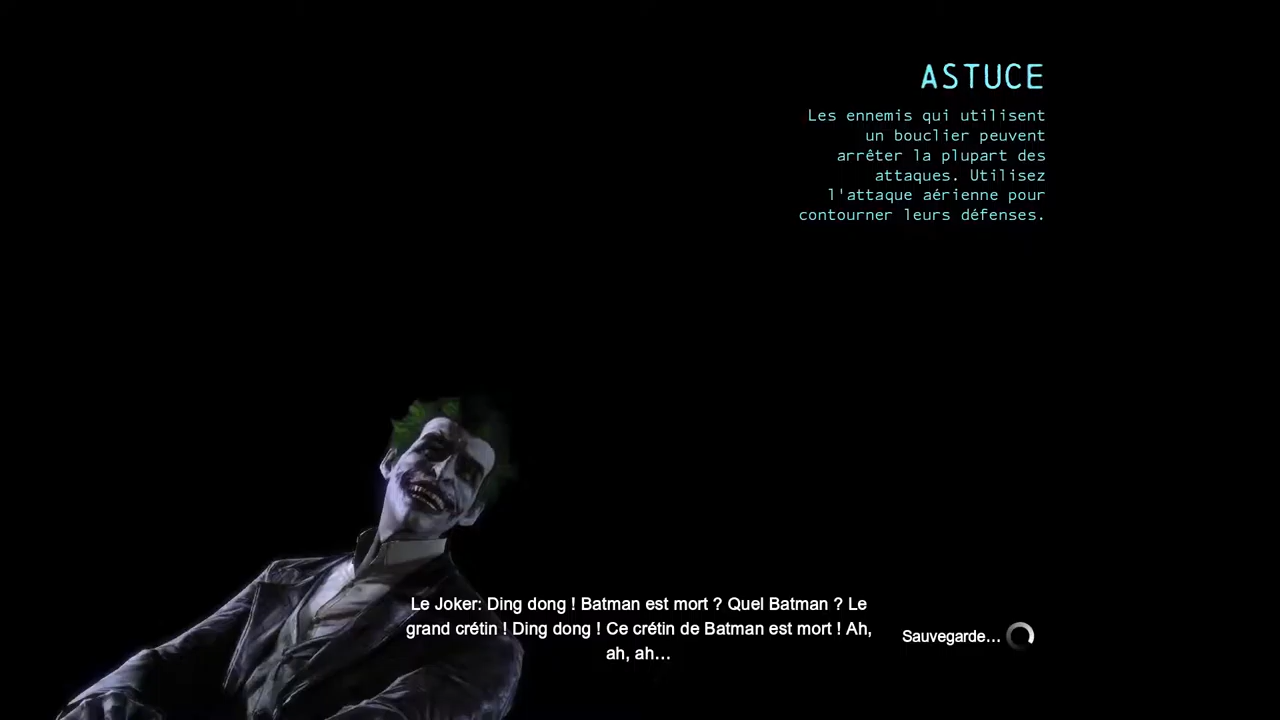 ASTUCE
Les ennemis qui utilisent
un bouclier peuvent
arrêter la plupart des
attaques. Utilisez
l'attaque aérienne pour
contourner leurs défenses.
Le Joker: Ding dong ! Batman est mort ? Quel Batman ? Le
grand crétin ! Ding dong ! Ce crétin de Batman est mort ! Ah,
ah, ah...
Sauvegarde...